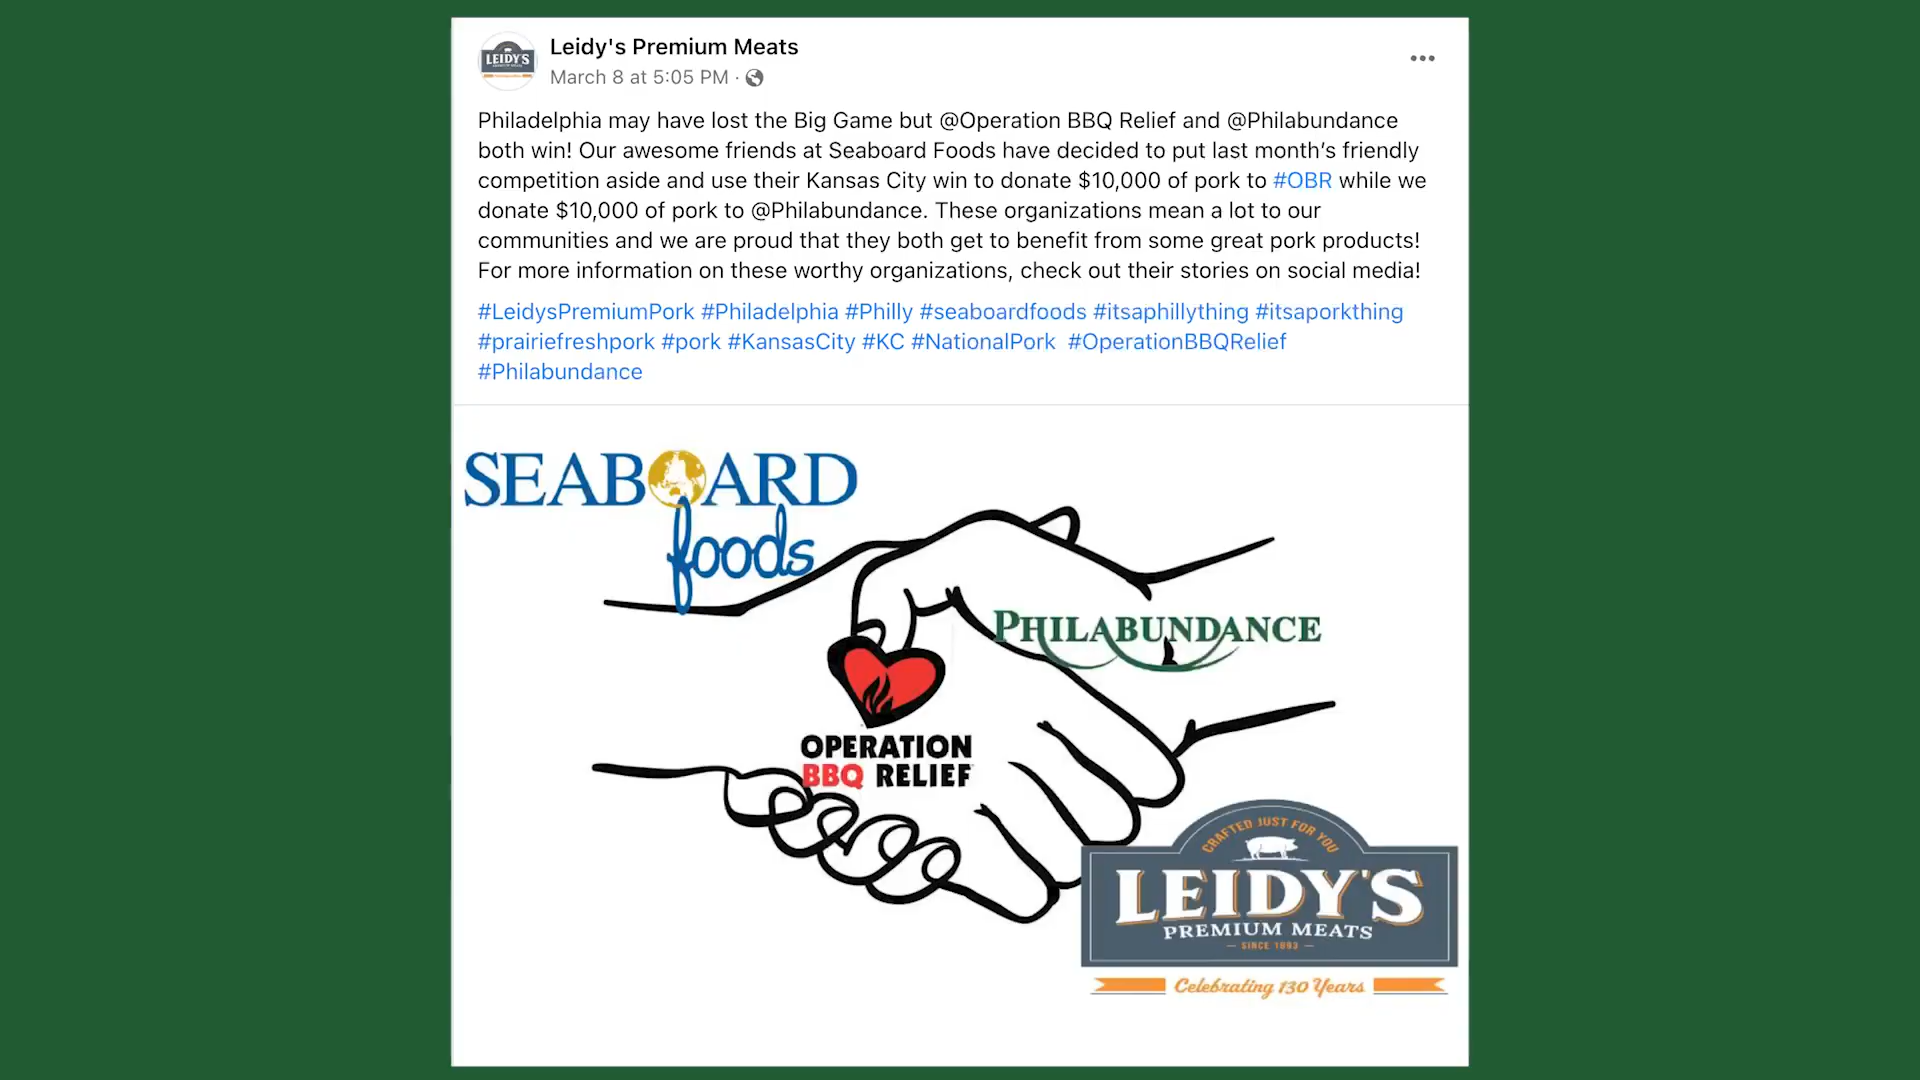 LEIDY'S
Leidy's Premium Meats
March 8 at 5:05 PM ·
Philadelphia may have lost the Big Game but @Operation BBQ Relief and @Philabundance
both win! Our awesome friends at Seaboard Foods have decided to put last month's friendly
competition aside and use their Kansas City win to donate $10,000 of pork to #OBR while we
donate $10,000 of pork to @Philabundance. These organizations mean a lot to our
communities and we are proud that they both get to benefit from some great pork products!
For more information on these worthy organizations, check out their stories on social media!
#LeidysPremiumPork #Philadelphia #Philly #seaboardfoods #itsaphillything #itsaporkthing
#prairiefreshpork #pork #KansasCity #KC #NationalPork #OperationBBQRelief
#Philabundance
SEABOARD
foods
PHILABUNDANCE
OPERATION
BBQ RELIEF
CRAFTED JUST FOR YOU
LEIDY'S
PREMIUM MEATS
— SINCE 1893 —
Celebrating 130 Years